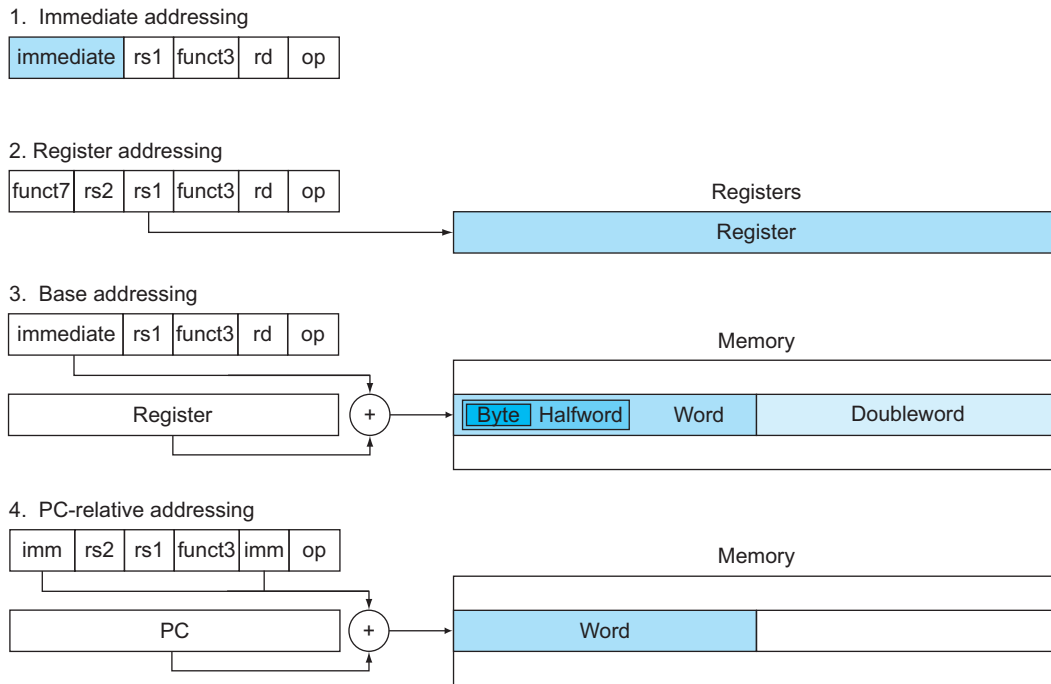 1. Immediate addressing
immediate rs1 funct3 rd op
2. Register addressing
funct7 rs2 rs1 funct3 rd op
Registers
Register
3. Base addressing
immediate rs1 funct3 rd op
Memory
Register + Byte Halfword Word Doubleword
4. PC-relative addressing
imm rs2 rs1 funct3 imm op
Memory
PC + Word